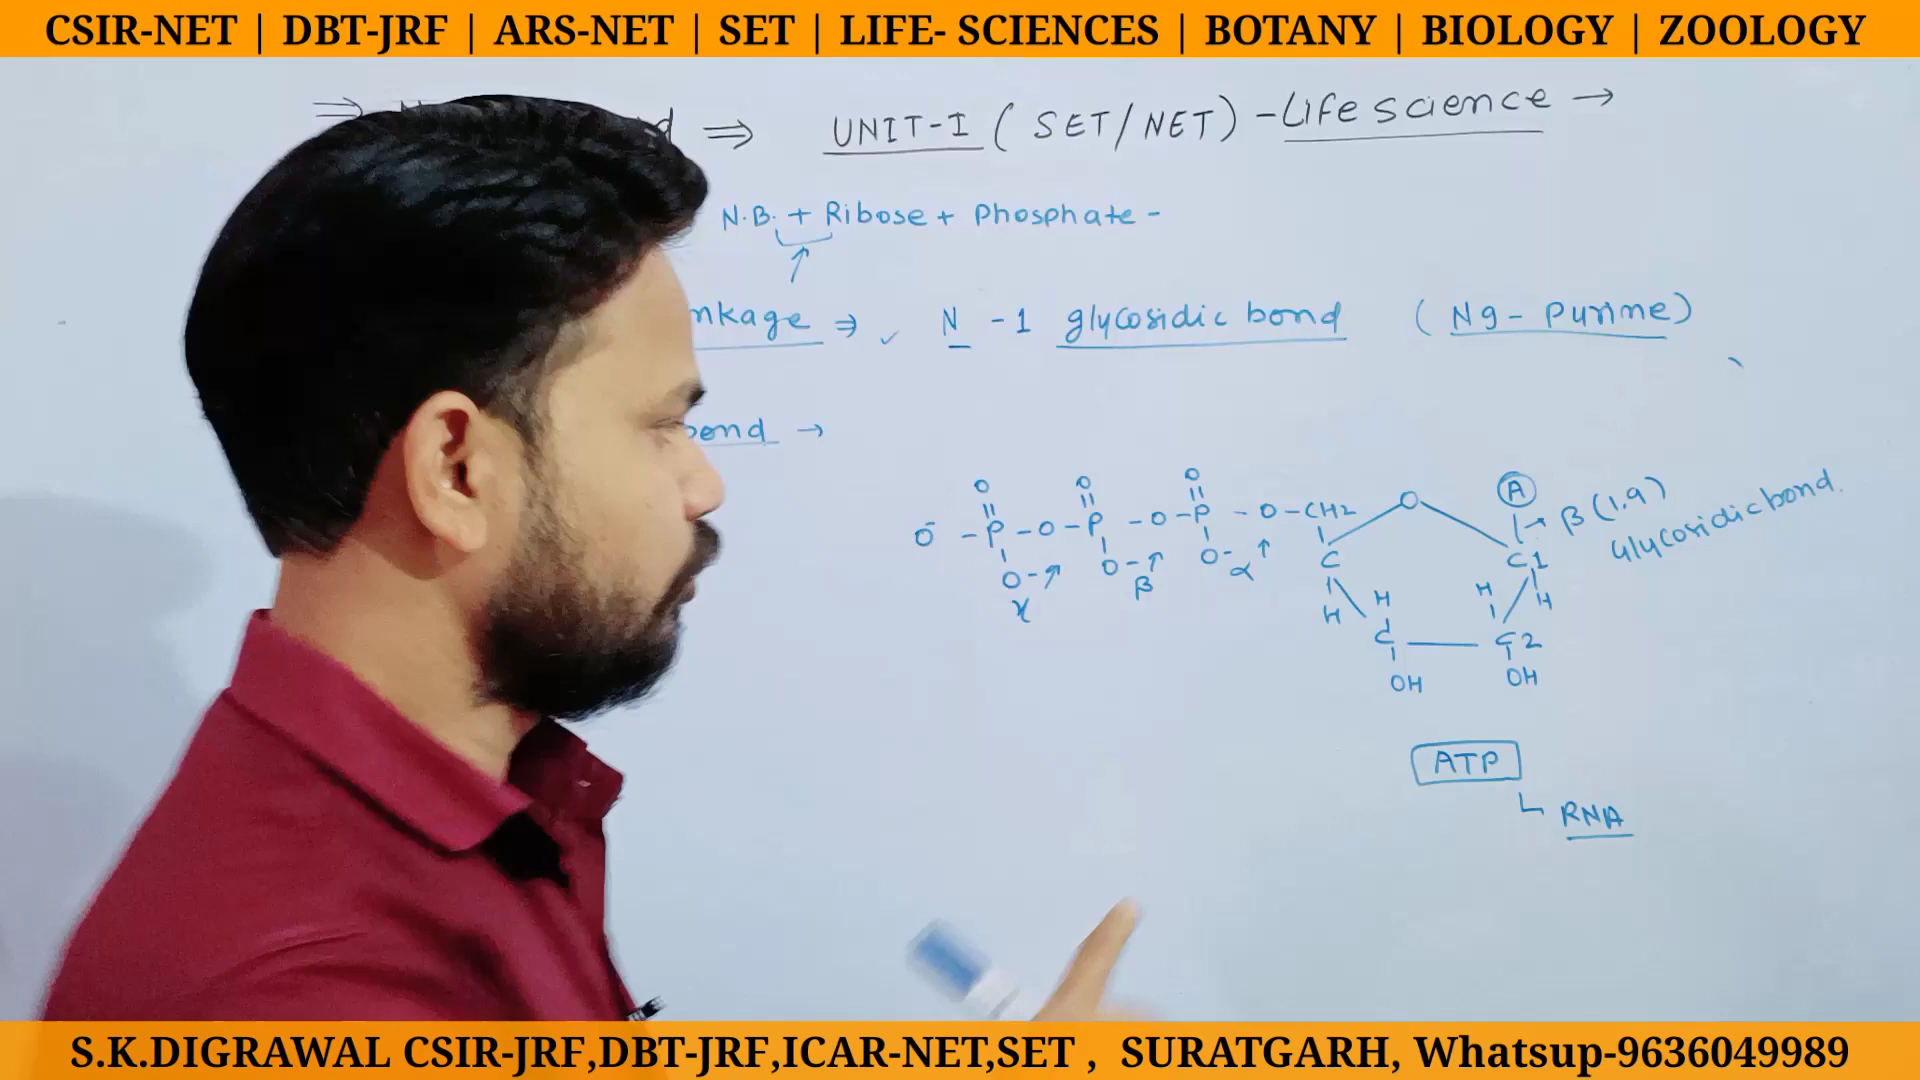 CSIR-NET | DBT-JRF | ARS-NET | SET | LIFE- SCIENCES | BOTANY | BIOLOGY | ZOOLOGY
⇒ ⇒ UNIT-I ( SET/NET) - Life science →
N.B. + Ribose + Phosphate -
↑
nkage ⇒ ✓ N - 1 glycosidic bond ( N9 - Purine)
bond →
O O O
|| || ||
O⁻ - P - O - P - O - P - O - CH2 O A → β (1,9)
O- ↑ O- ↑ O- ↑ C C1 Glycosidic bond.
γ β α
H H H H
C C2
OH OH
ATP
↳ RNA
S.K.DIGRAWAL CSIR-JRF,DBT-JRF,ICAR-NET,SET , SURATGARH, Whatsup-9636049989